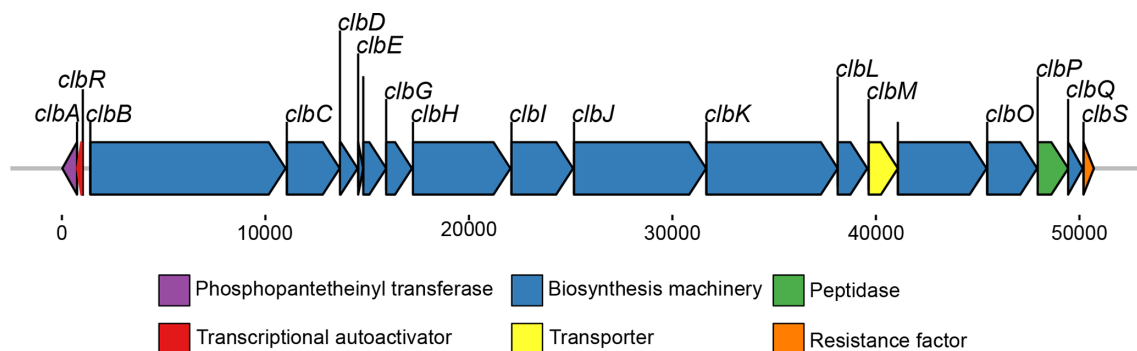 clbD
clbE
clbR
clbL
clbP
clbG
clbM
clbQ
clbA
clbB
clbC
clbH
clbI
clbJ
clbK
clbO
clbS
0
10000
20000
30000
40000
50000
Phosphopantetheinyl transferase
Biosynthesis machinery
Peptidase
Transcriptional autoactivator
Transporter
Resistance factor